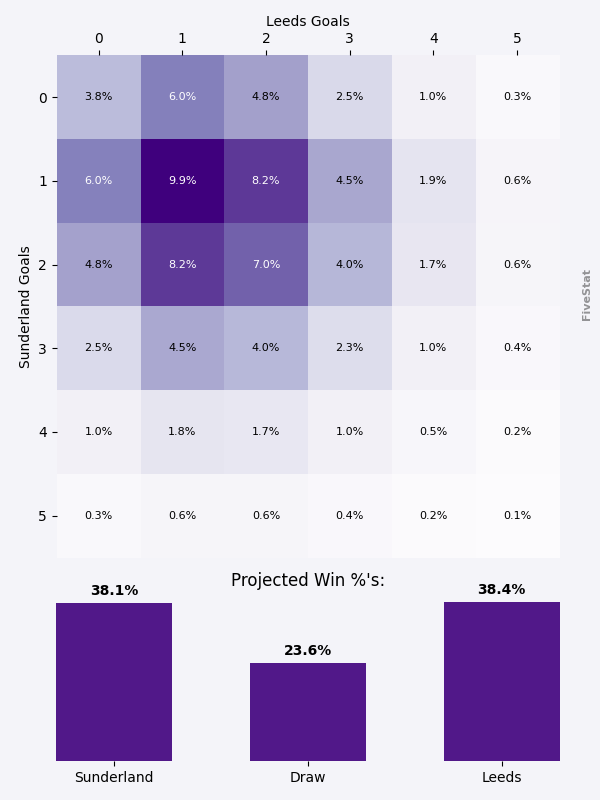 Leeds Goals
0 1 2 3 4 5
0 3.8% 6.0% 4.8% 2.5% 1.0% 0.3%
1 6.0% 9.9% 8.2% 4.5% 1.9% 0.6%
2 4.8% 8.2% 7.0% 4.0% 1.7% 0.6%
3 2.5% 4.5% 4.0% 2.3% 1.0% 0.4%
4 1.0% 1.8% 1.7% 1.0% 0.5% 0.2%
5 0.3% 0.6% 0.6% 0.4% 0.2% 0.1%
Sunderland Goals
FiveStat
Projected Win %'s:
38.1% 23.6% 38.4%
Sunderland Draw Leeds